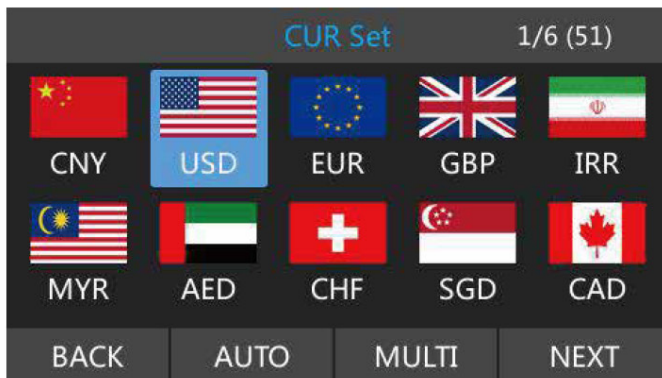 CUR Set 1/6 (51)
CNY USD EUR GBP IRR
MYR AED CHF SGD CAD
BACK AUTO MULTI NEXT